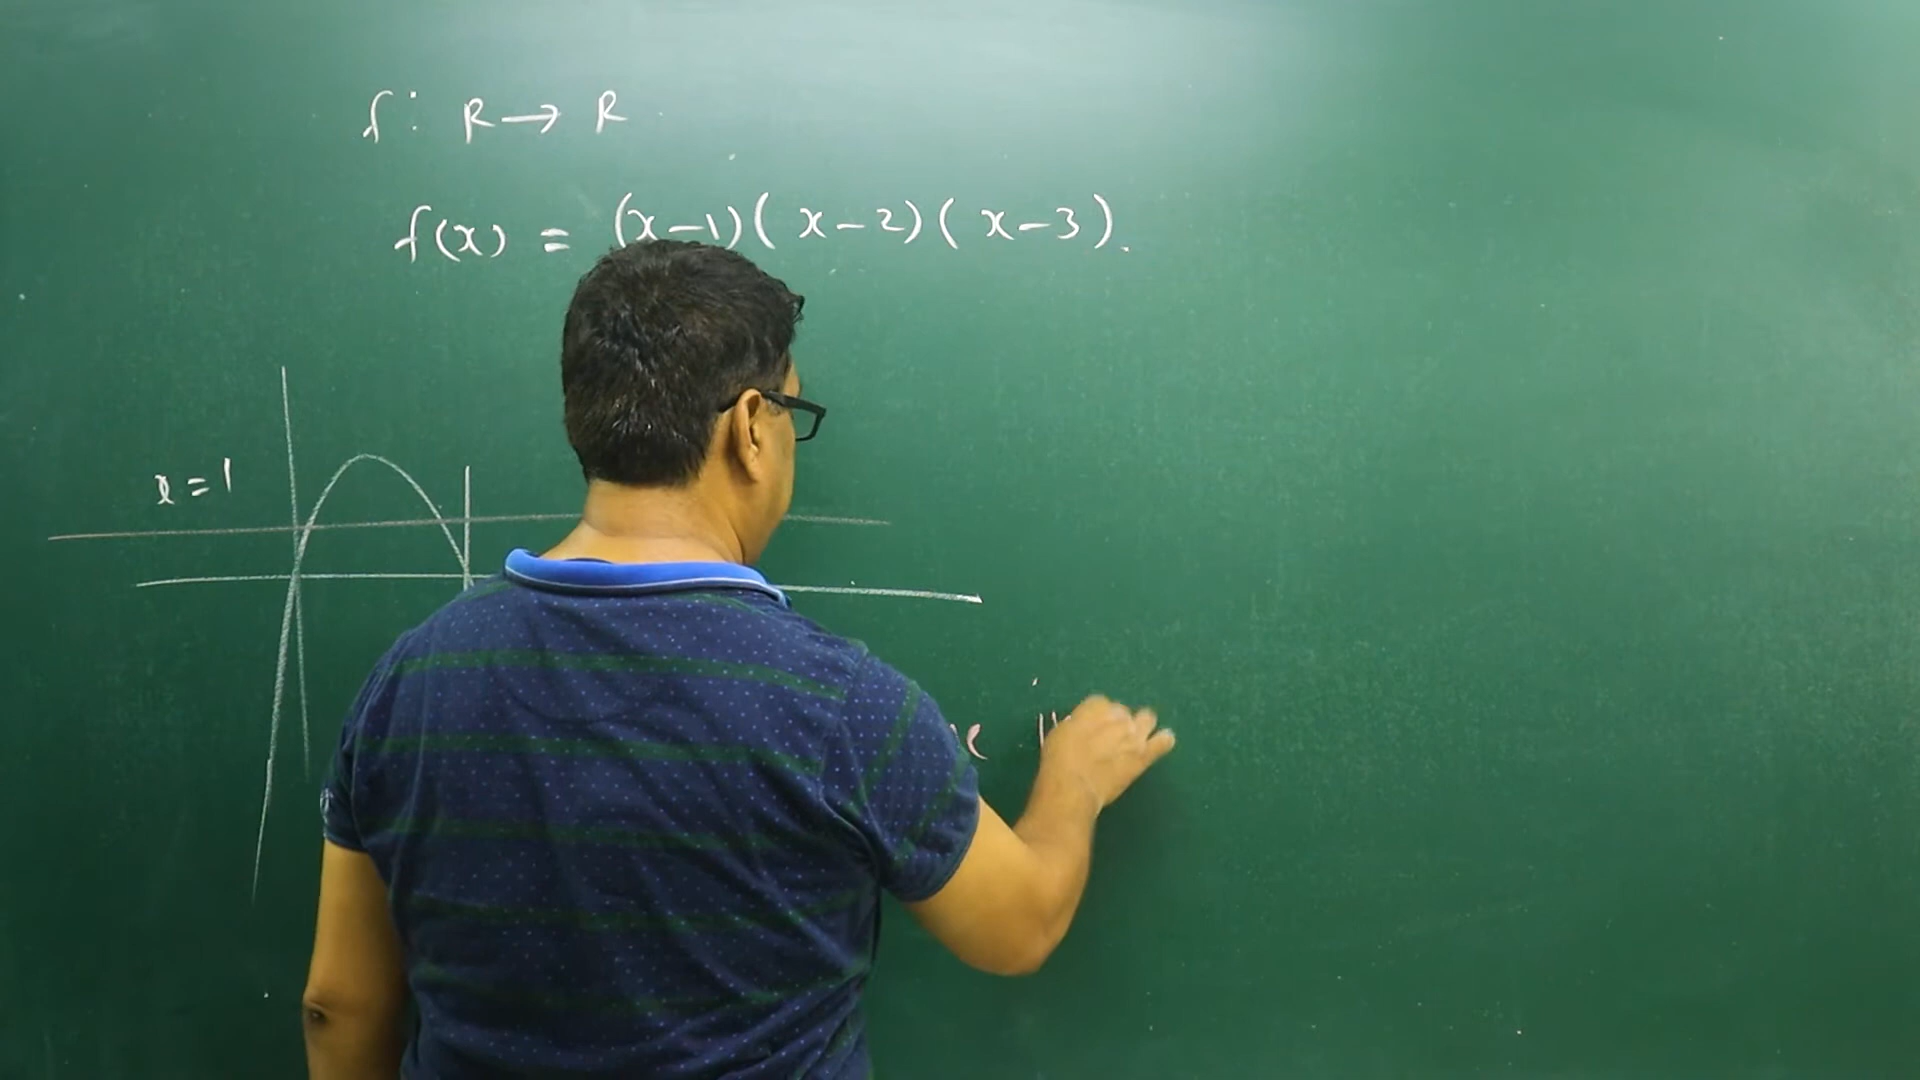 f: R → R
f(x) = (x-1)(x-2)(x-3).
x=1